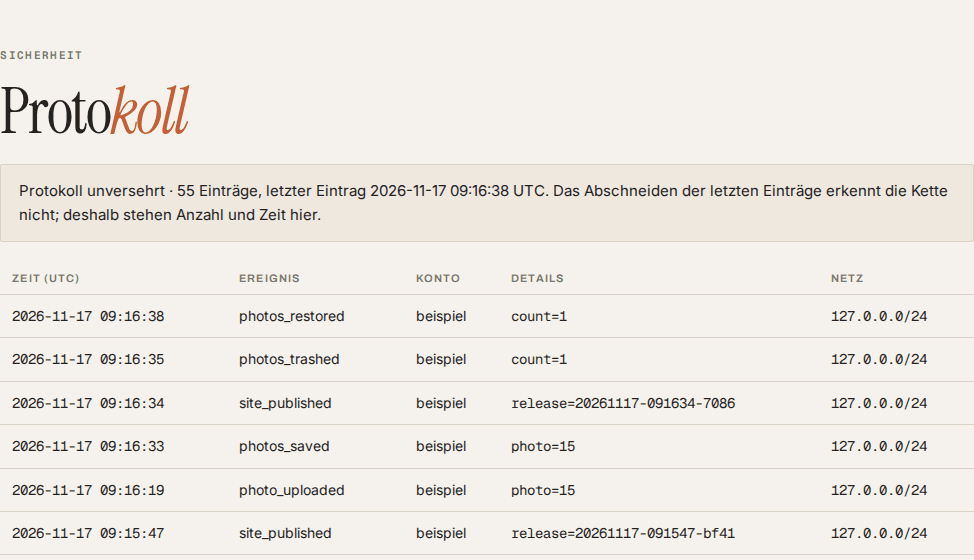 SICHERHEIT
Protokoll
Protokoll unversehrt · 55 Einträge, letzter Eintrag 2026-11-17 09:16:38 UTC. Das Abschneiden der letzten Einträge erkennt die Kette
nicht; deshalb stehen Anzahl und Zeit hier.
ZEIT (UTC) EREIGNIS KONTO DETAILS NETZ
2026-11-17 09:16:38 photos_restored beispiel count=1 127.0.0.0/24
2026-11-17 09:16:35 photos_trashed beispiel count=1 127.0.0.0/24
2026-11-17 09:16:34 site_published beispiel release=20261117-091634-7086 127.0.0.0/24
2026-11-17 09:16:33 photos_saved beispiel photo=15 127.0.0.0/24
2026-11-17 09:16:19 photo_uploaded beispiel photo=15 127.0.0.0/24
2026-11-17 09:15:47 site_published beispiel release=20261117-091547-bf41 127.0.0.0/24